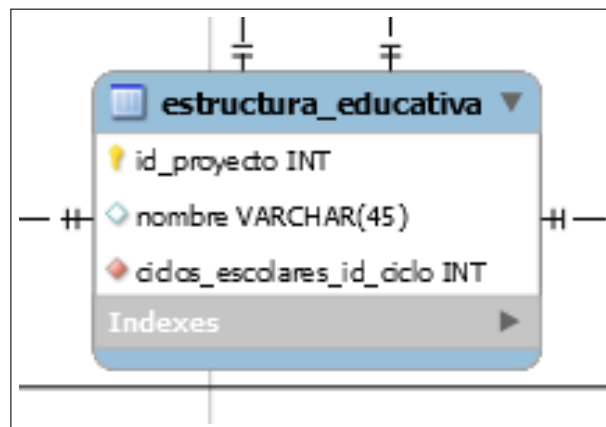 estructura_educativa
id_proyecto INT
nombre VARCHAR(45)
ciclos_escolares_id_ciclo INT
Indexes